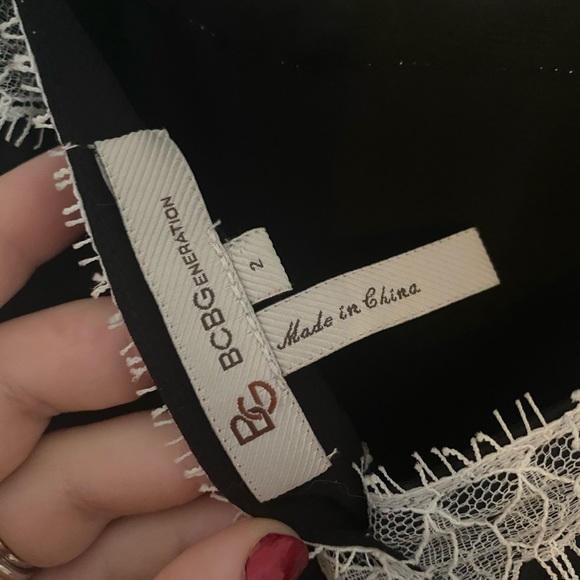 BCBGENERATION
BG
2
Made in China